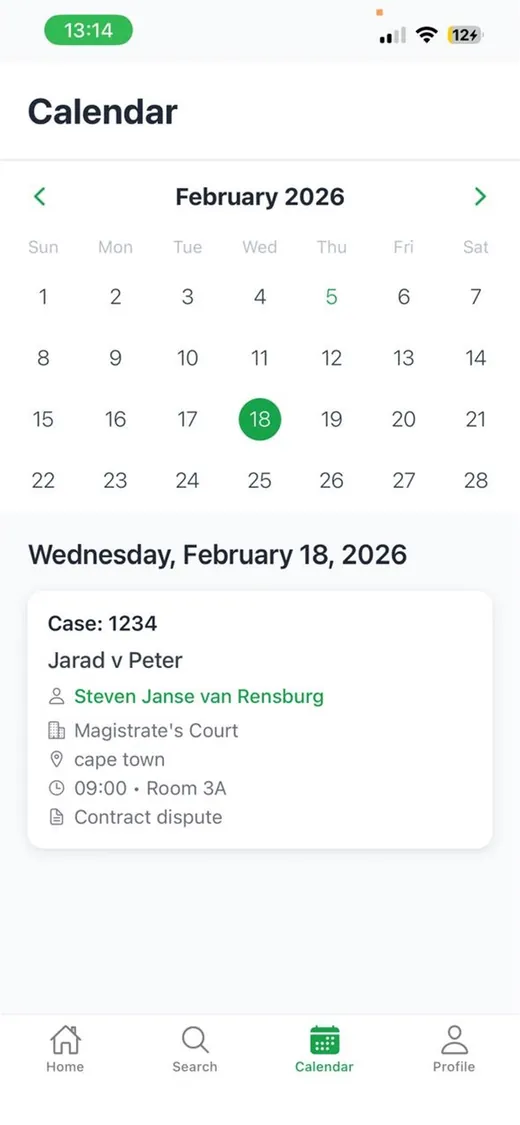 13:14
12
Calendar
February 2026
Sun Mon Tue Wed Thu Fri Sat
1 2 3 4 5 6 7
8 9 10 11 12 13 14
15 16 17 18 19 20 21
22 23 24 25 26 27 28
Wednesday, February 18, 2026
Case: 1234
Jarad v Peter
Steven Janse van Rensburg
Magistrate's Court
cape town
09:00 • Room 3A
Contract dispute
Home Search Calendar Profile